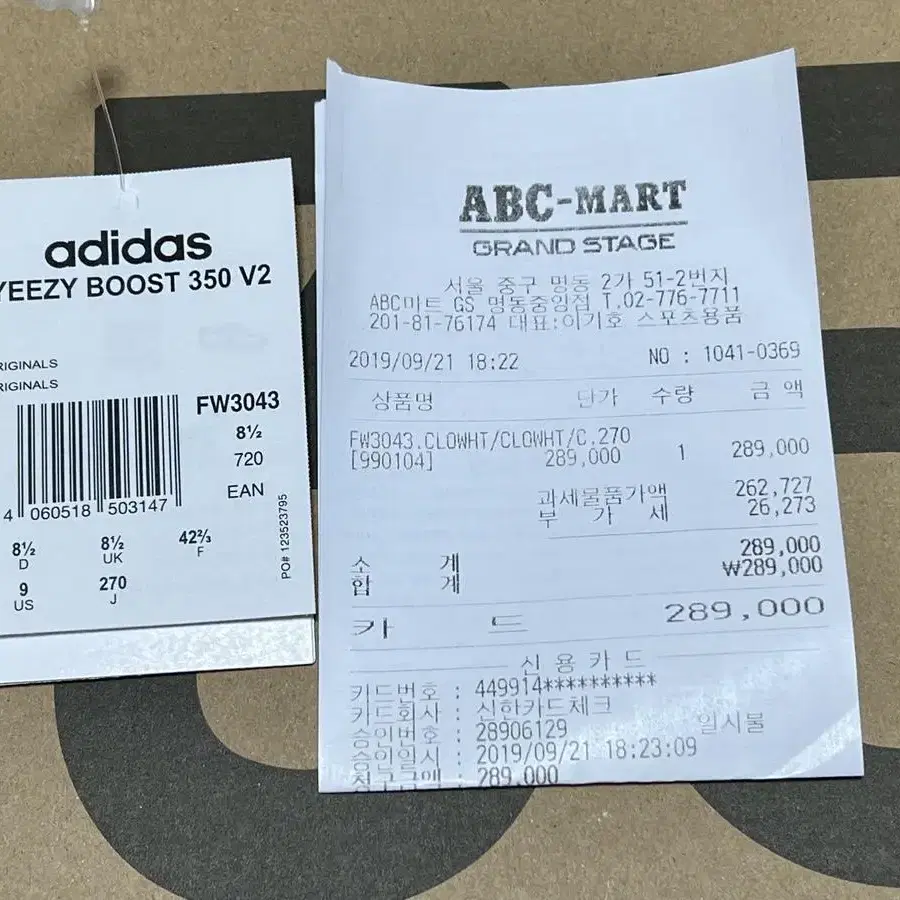 adidas
YEEZY BOOST 350 V2
RIGINALS
RIGINALS
FW3043
8½
720
EAN
4 060518 503147
PO# 123523795
8½ 8½ 42⅔
D UK F
9 270
US J
ABC-MART
GRAND STAGE
서울 중구 명동 2가 51-2번지
ABC마트 GS 명동중앙점 T.02-776-7711
201-81-76174 대표:이기호 스포츠용품
2019/09/21 18:22 NO : 1041-0369
상품명 단가 수량 금 액
FW3043.CLOWHT/CLOWHT/C.270
[990104] 289,000 1 289,000
과세물품가액 262,727
부 가 세 26,273
소 계 289,000
합 계 ₩289,000
카 드 289,000
신 용 카 드
카드번호 : 449914**********
카드회사 : 신한카드체크
승인번호 : 28906129 일시불
승인일시 : 2019/09/21 18:23:09
청구금액 : 289,000